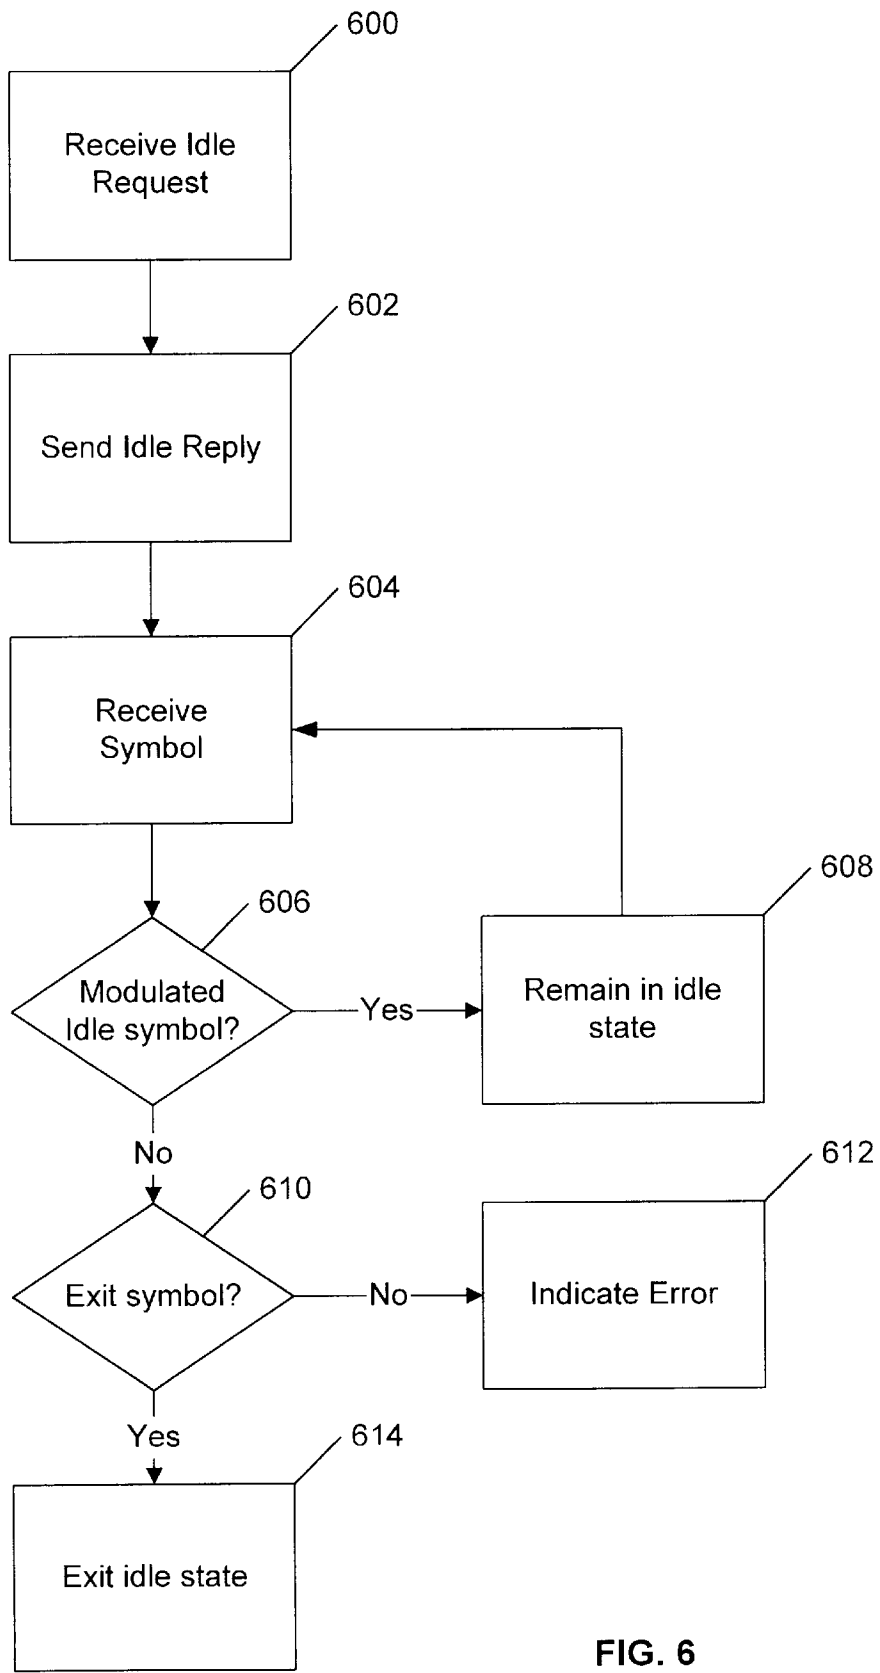 600
Receive Idle
Request
602
Send Idle Reply
604
Receive
Symbol
606
Modulated
Idle symbol?
Yes
608
Remain in idle
state
No
610
Exit symbol?
No
612
Indicate Error
Yes
614
Exit idle state
FIG. 6